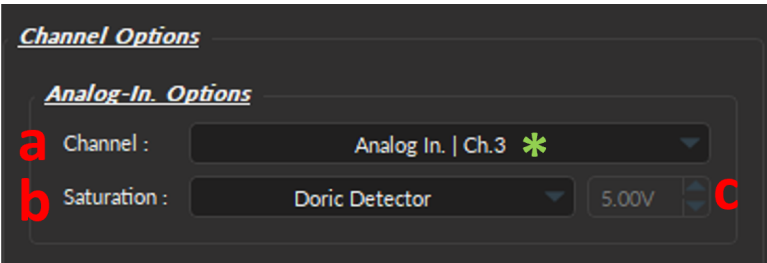 Channel Options
Analog-In. Options
a Channel : Analog In. | Ch.3 *
b Saturation : Doric Detector 5.00V c